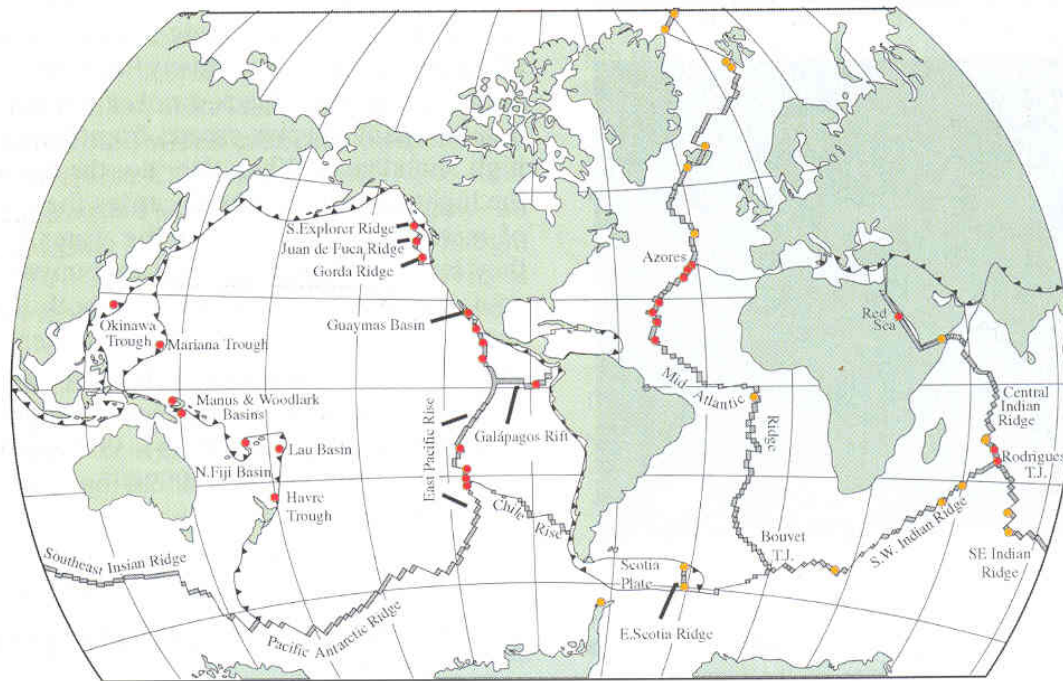 S.Explorer Ridge
Juan de Fuca Ridge
Gorda Ridge
Azores
Okinawa
Trough
Mariana Trough
Guaymas Basin
Red
Sea
Mid Atlantic
Ridge
Manus & Woodlark
Basins
Galápagos Rift
East Pacific Rise
Central
Indian
Ridge
Lau Basin
N.Fiji Basin
Rodrigues
T.J.
Havre
Trough
Chile Rise
S.W. Indian Ridge
Southeast Insian Ridge
Bouvet
T.J.
SE Indian
Ridge
Scotia
Plate
E.Scotia Ridge
Pacific Antarctic Ridge